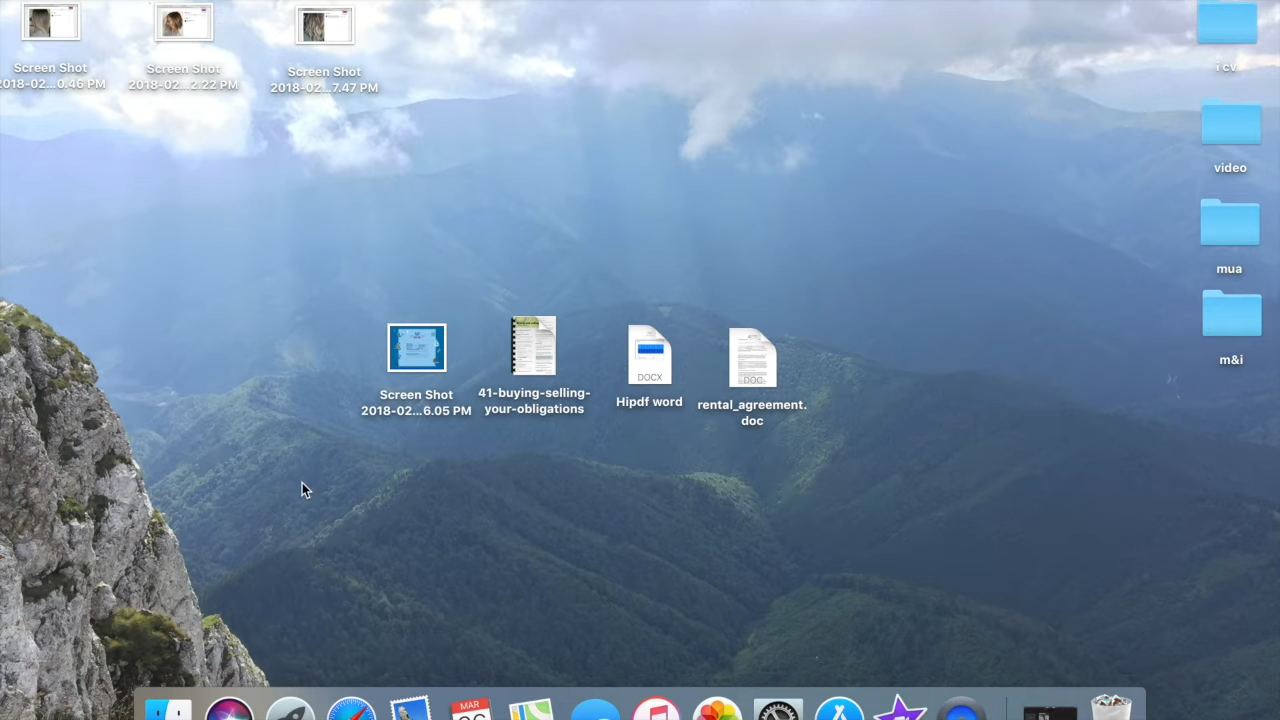 Screen Shot
2018-02...0.46 PM
Screen Shot
2018-02...2.22 PM
Screen Shot
2018-02...7.47 PM
i cv
video
mua
m&i
Screen Shot
2018-02...6.05 PM
41-buying-selling-
your-obligations
DOCX
Hipdf word
DOC
rental_agreement.
doc
MAR